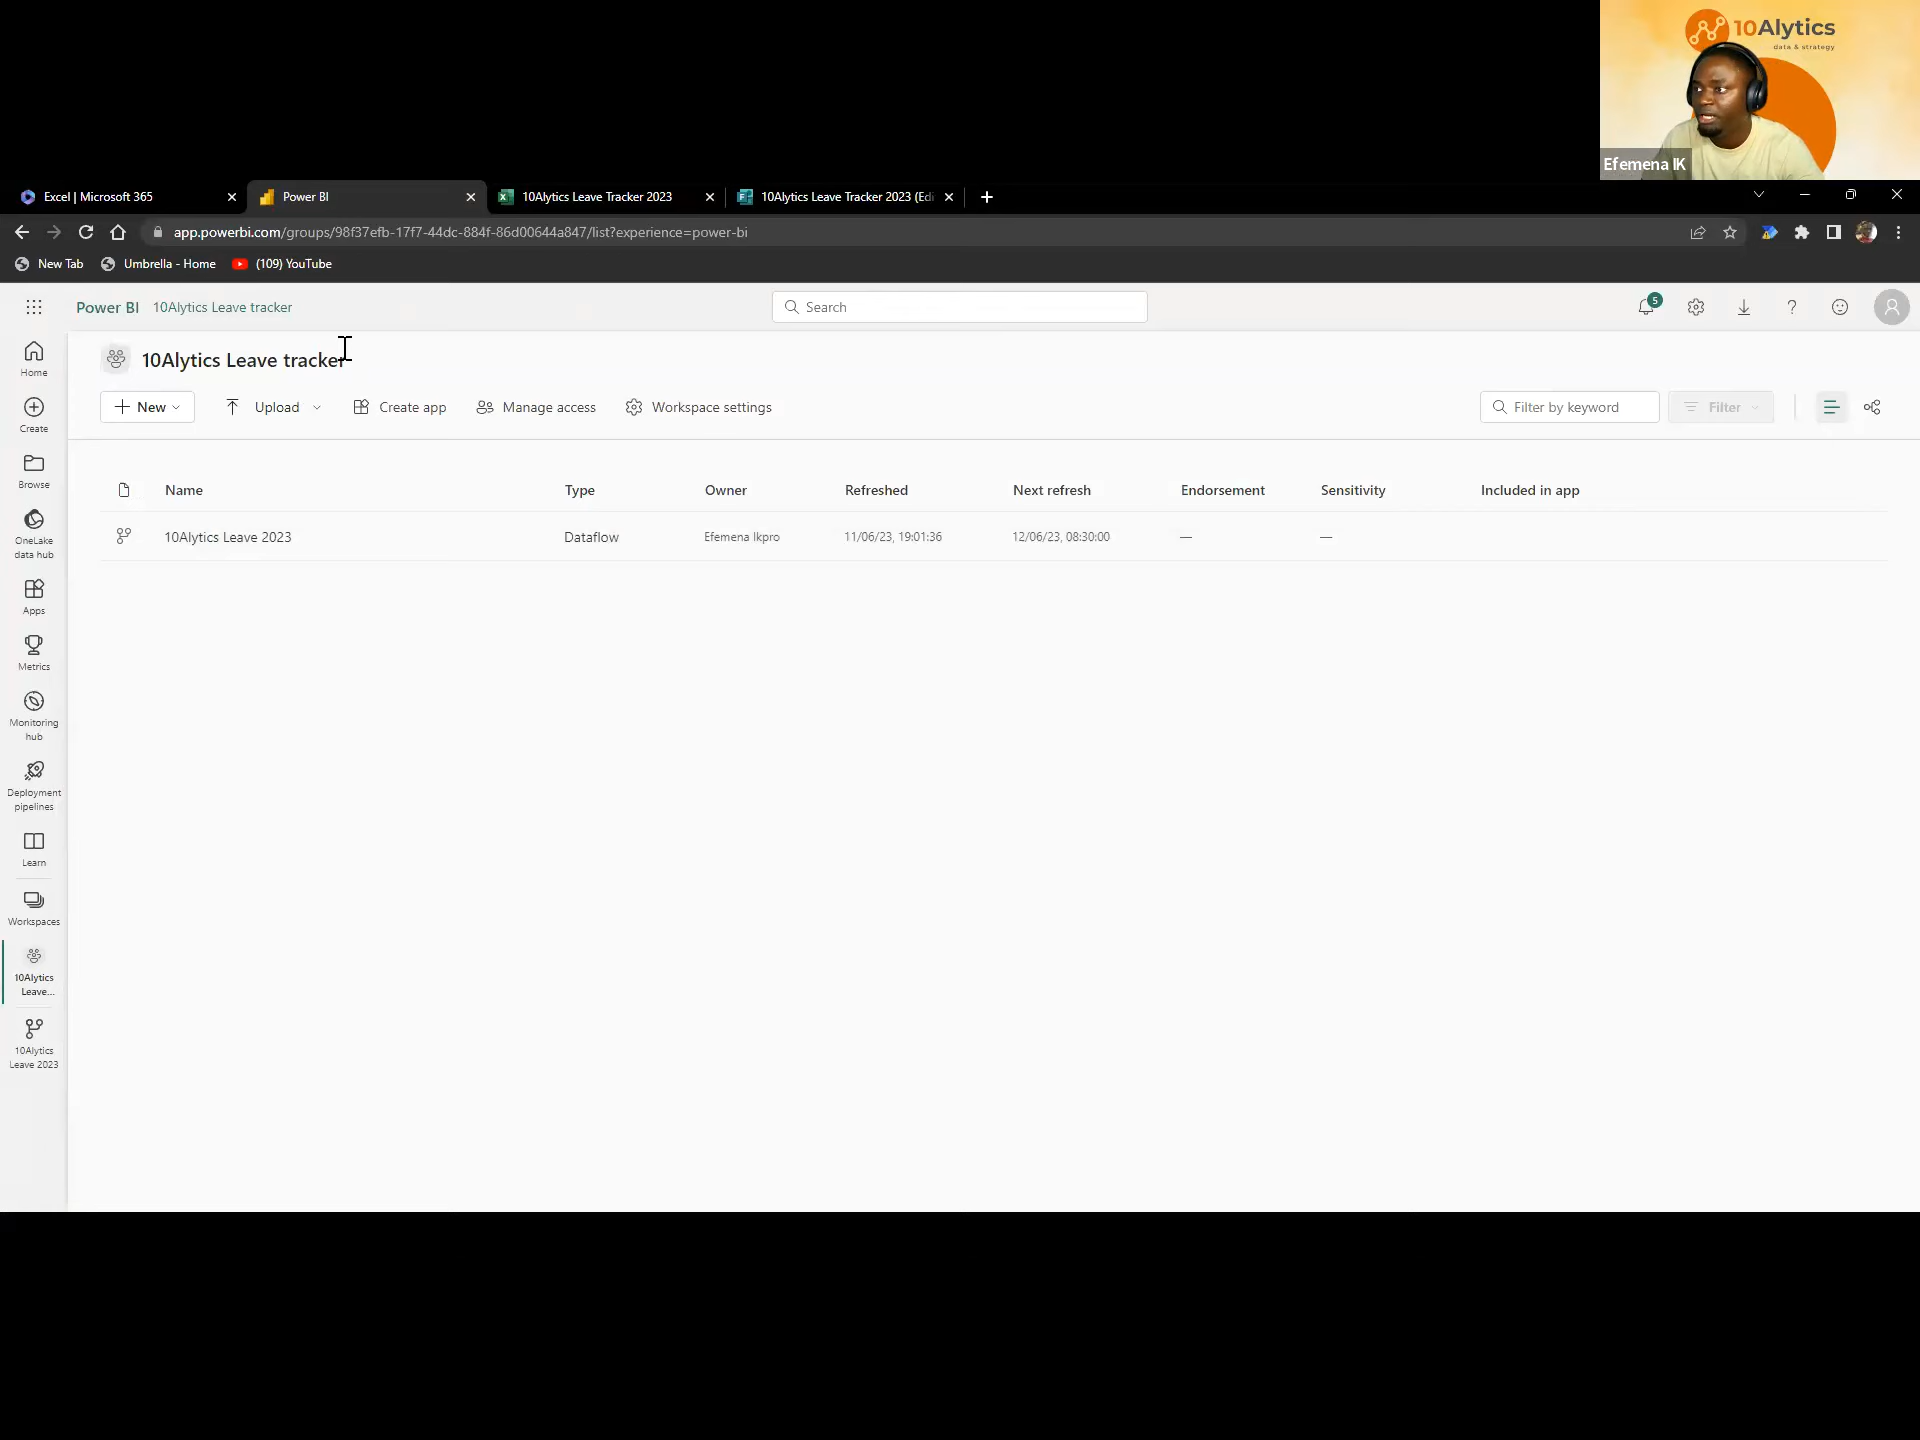 10Alytics
data & strategy
Efemena IK
Excel | Microsoft 365
Power BI
10Alytics Leave Tracker 2023
10Alytics Leave Tracker 2023 (Edi
app.powerbi.com/groups/98f37efb-17f7-44dc-884f-86d00644a847/list?experience=power-bi
New Tab
Umbrella - Home
(109) YouTube
Power BI
10Alytics Leave tracker
Search
5
10Alytics Leave tracker
New
Upload
Create app
Manage access
Workspace settings
Filter by keyword
Filter
Name
Type
Owner
Refreshed
Next refresh
Endorsement
Sensitivity
Included in app
10Alytics Leave 2023
Dataflow
Efemena Ikpro
11/06/23, 19:01:36
12/06/23, 08:30:00
—
—
Home
Create
Browse
OneLake
data hub
Apps
Metrics
Monitoring
hub
Deployment
pipelines
Learn
Workspaces
10Alytics
Leave...
10Alytics
Leave 2023